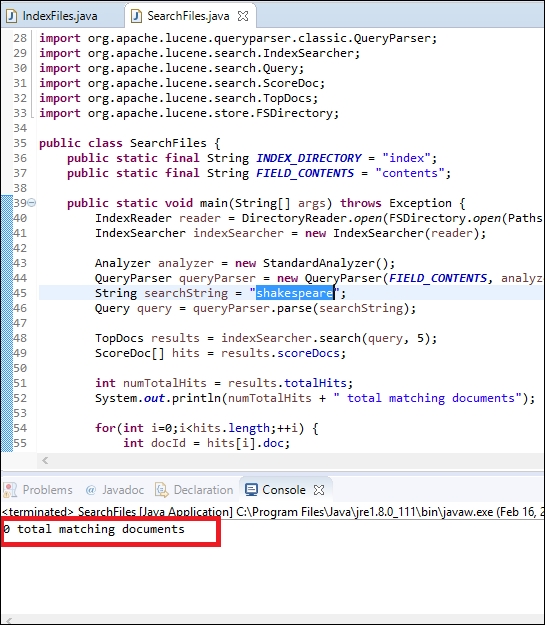 IndexFiles.java
SearchFiles.java
28 import org.apache.lucene.queryparser.classic.QueryParser;
29 import org.apache.lucene.search.IndexSearcher;
30 import org.apache.lucene.search.Query;
31 import org.apache.lucene.search.ScoreDoc;
32 import org.apache.lucene.search.TopDocs;
33 import org.apache.lucene.store.FSDirectory;
34
35 public class SearchFiles {
36     public static final String INDEX_DIRECTORY = "index";
37     public static final String FIELD_CONTENTS = "contents";
38
39     public static void main(String[] args) throws Exception {
40         IndexReader reader = DirectoryReader.open(FSDirectory.open(Paths
41         IndexSearcher indexSearcher = new IndexSearcher(reader);
42
43         Analyzer analyzer = new StandardAnalyzer();
44         QueryParser queryParser = new QueryParser(FIELD_CONTENTS, analyze
45         String searchString = "shakespeare";
46         Query query = queryParser.parse(searchString);
47
48         TopDocs results = indexSearcher.search(query, 5);
49         ScoreDoc[] hits = results.scoreDocs;
50
51         int numTotalHits = results.totalHits;
52         System.out.println(numTotalHits + " total matching documents");
53
54         for(int i=0;i<hits.length;++i) {
55             int docId = hits[i].doc;
Problems @ Javadoc Declaration Console
<terminated> SearchFiles [Java Application] C:\Program Files\Java\jre1.8.0_111\bin\javaw.exe (Feb 16, 2
0 total matching documents